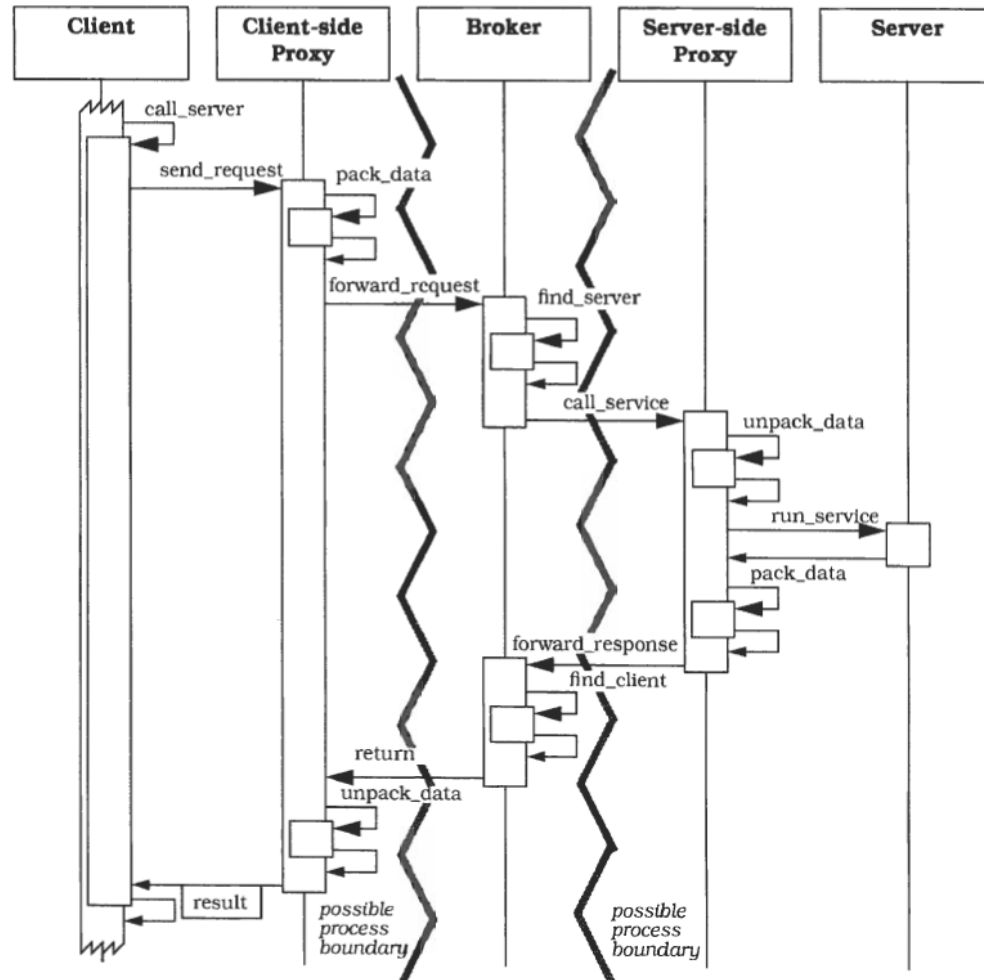 Client
Client-side
Proxy
Broker
Server-side
Proxy
Server
call_server
send_request
pack_data
forward_request
find_server
call_service
unpack_data
run_service
pack_data
forward_response
find_client
return
unpack_data
result
possible
process
boundary
possible
process
boundary